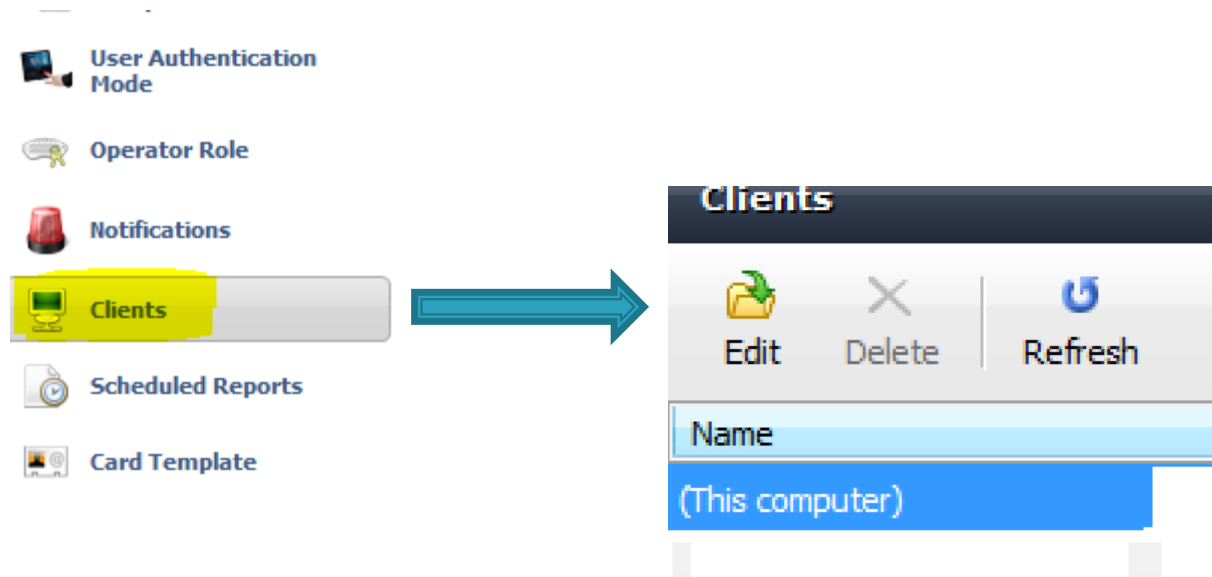 User Authentication
Mode
Operator Role
Notifications
Clients
Scheduled Reports
Card Template
Clients
Edit
Delete
Refresh
Name
(This computer)